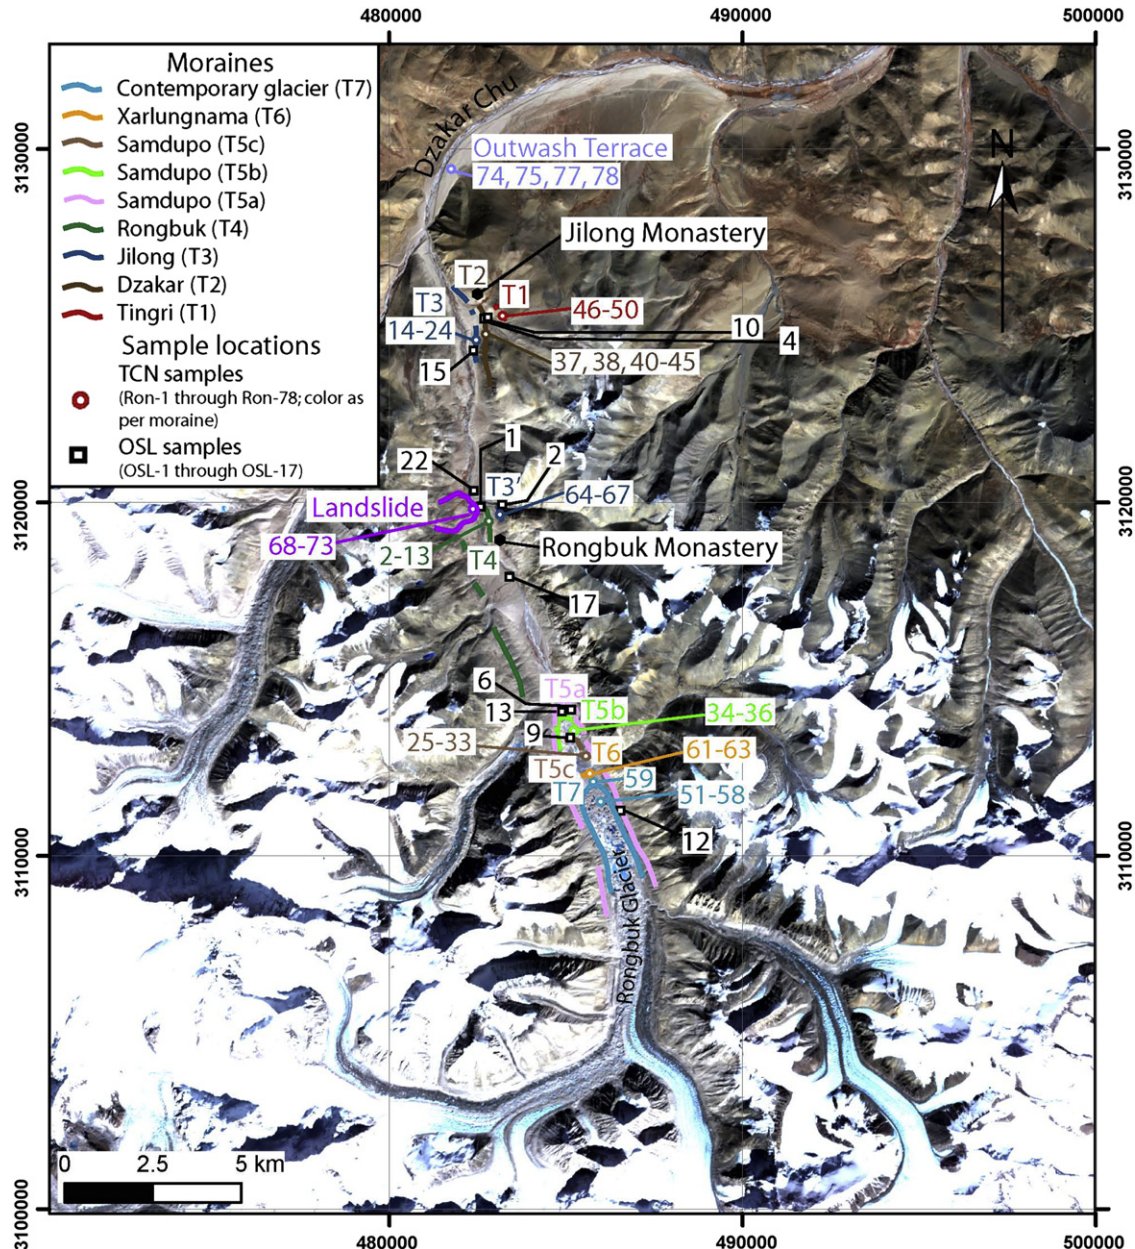 480000
490000
500000
Moraines
Contemporary glacier (T7)
Xarlungnama (T6)
Samdupo (T5c)
Samdupo (T5b)
Samdupo (T5a)
Rongbuk (T4)
Jilong (T3)
Dzakar (T2)
Tingri (T1)
Sample locations
TCN samples
(Ron-1 through Ron-78; color as
per moraine)
OSL samples
(OSL-1 through OSL-17)
3130000
3130000
Dzakar Chu
Outwash Terrace
74, 75, 77, 78
N
Jilong Monastery
T2
T3
T1
46-50
14-24
10
4
15
37, 38, 40-45
1
22
2
T3'
64-67
3120000
3120000
Landslide
68-73
2-13
T4
Rongbuk Monastery
17
6
T5a
13
T5b
34-36
9
25-33
T6
61-63
T5c
T7
59
51-58
12
3110000
3110000
Rongbuk Glacier
0
2.5
5 km
3100000
3100000
480000
490000
500000